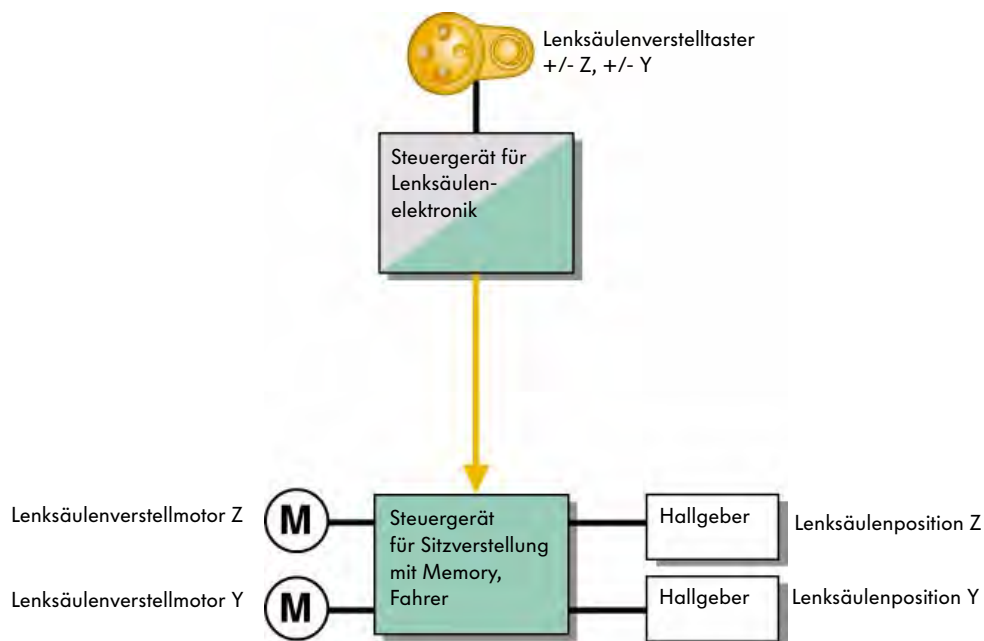 Lenksäulenverstelltaster
+/- Z, +/- Y
Steuergerät für
Lenksäulen-
elektronik
Lenksäulenverstellmotor Z
M
Steuergerät
für Sitzverstellung
mit Memory,
Fahrer
Hallgeber
Lenksäulenposition Z
Lenksäulenverstellmotor Y
M
Hallgeber
Lenksäulenposition Y